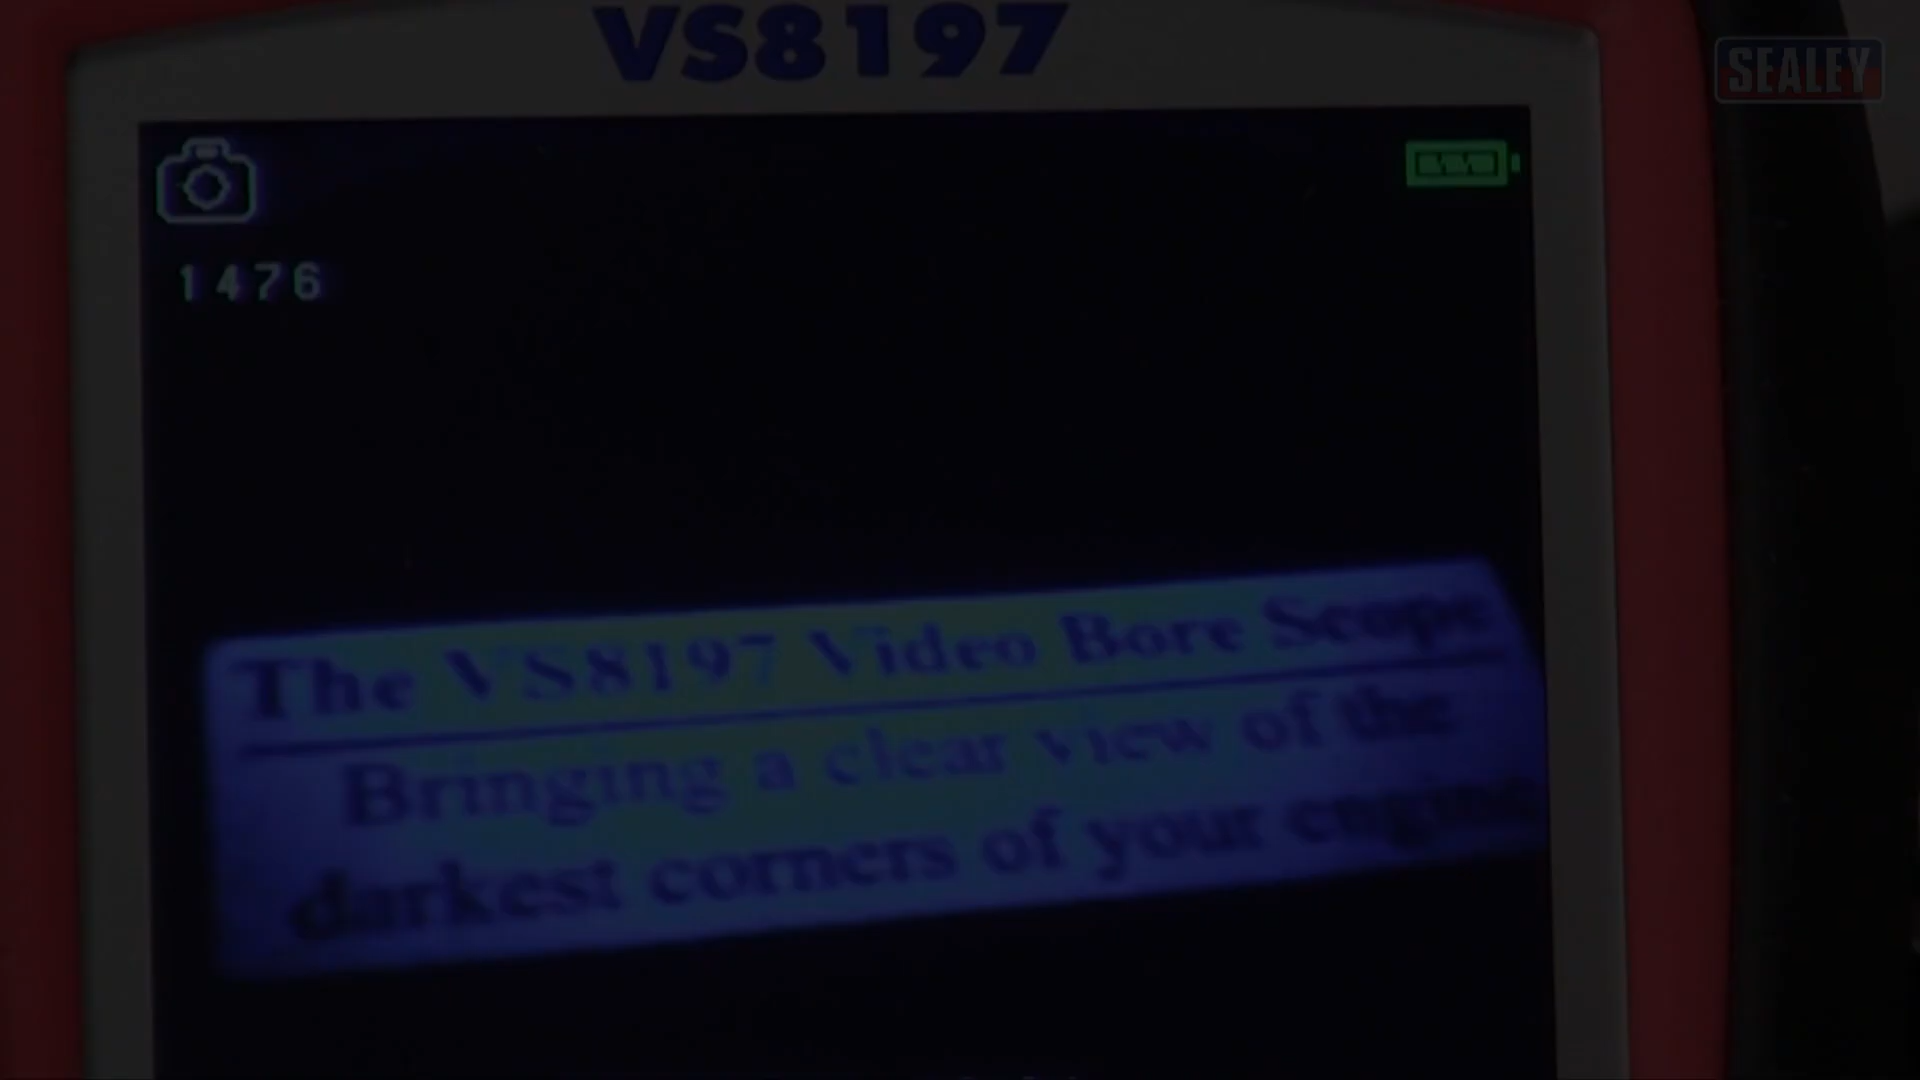 VS8197
SEALEY
1476
The VS8197 Video Bore Scope
Bringing a clear view of the
darkest corners of your engine